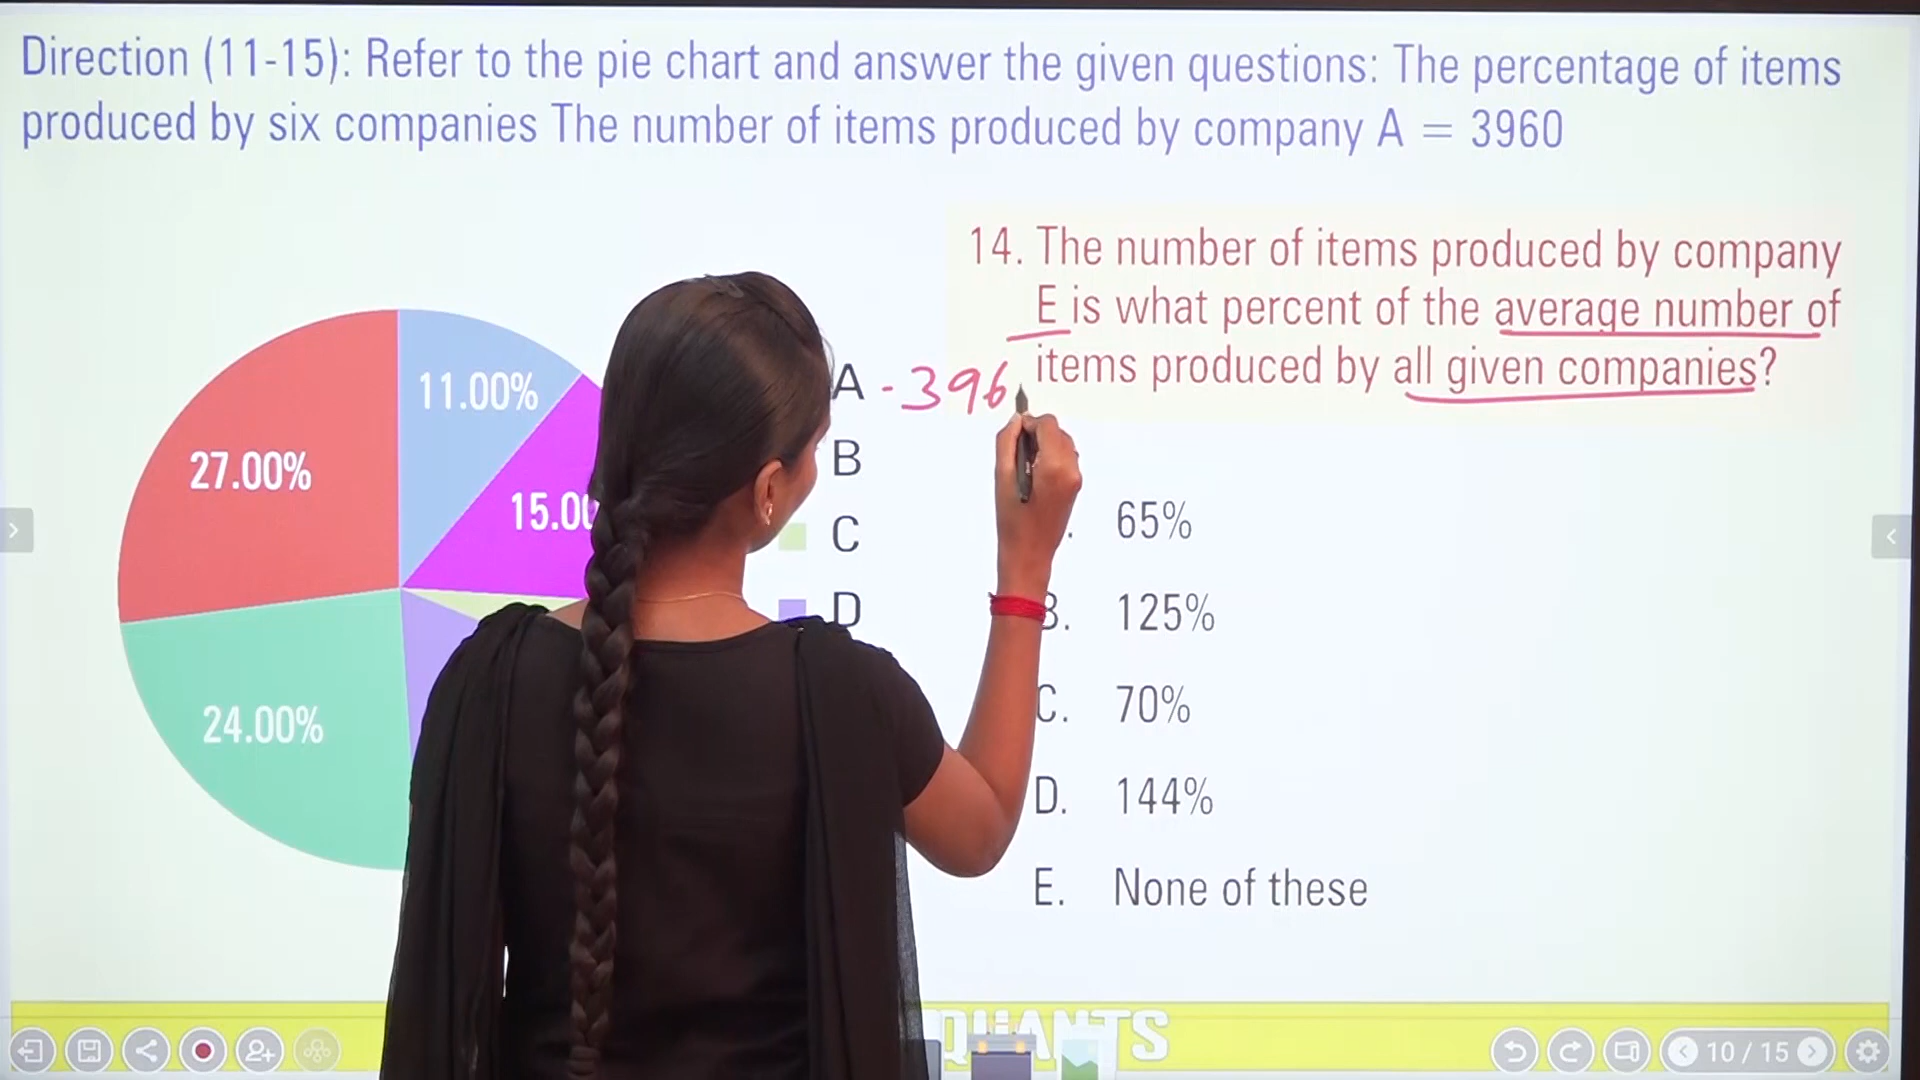 Direction (11-15): Refer to the pie chart and answer the given questions: The percentage of items
produced by six companies The number of items produced by company A = 3960
14. The number of items produced by company
E is what percent of the average number of
items produced by all given companies?
11.00%
27.00%
24.00%
A - 396
B
C
D
65%
B. 125%
C. 70%
D. 144%
E. None of these
QUANTS
10 / 15